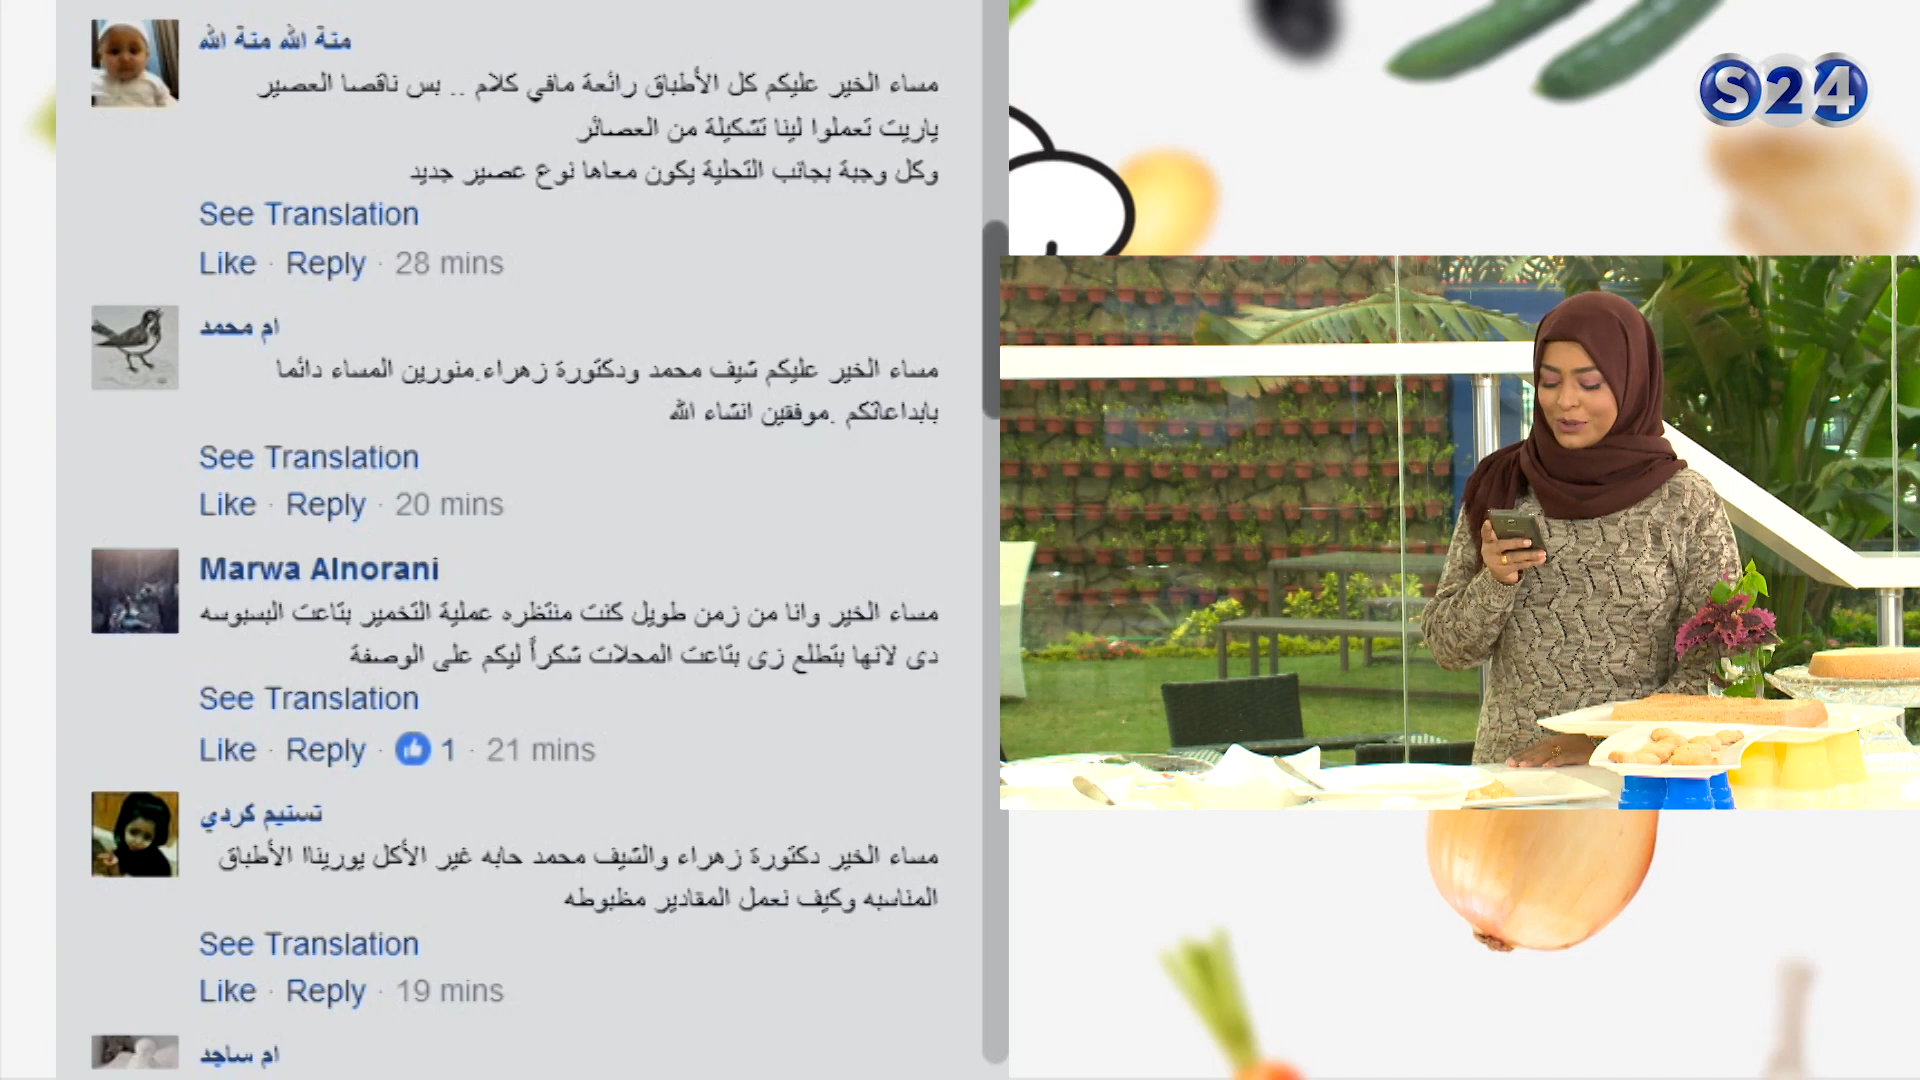 منة الله منة الله
مساء الخير عليكم كل الأطباق رائعة مافي كلام .. بس ناقصا العصير
ياريت تعملوا لينا تشكيلة من العصائر
وكل وجبة بجانب التحلية يكون معاها نوع عصير جديد
See Translation
Like · Reply · 28 mins
ام محمد
مساء الخير عليكم شيف محمد ودكتورة زهراء.منورين المساء دائما
بابداعاتكم .موفقين انشاء الله
See Translation
Like · Reply · 20 mins
Marwa Alnorani
مساء الخير وانا من زمن طويل كنت منتظره عملية التخمير بتاعت البسبوسه
دى لانها بتطلع زى بتاعت المحلات شكراً ليكم على الوصفة
See Translation
Like · Reply · 1 · 21 mins
تسنيم كردي
مساء الخير دكتورة زهراء والشيف محمد حابه غير الأكل يوريناا الأطباق
المناسبه وكيف نعمل المقادير مظبوطه
See Translation
Like · Reply · 19 mins
ام ساجد
S24